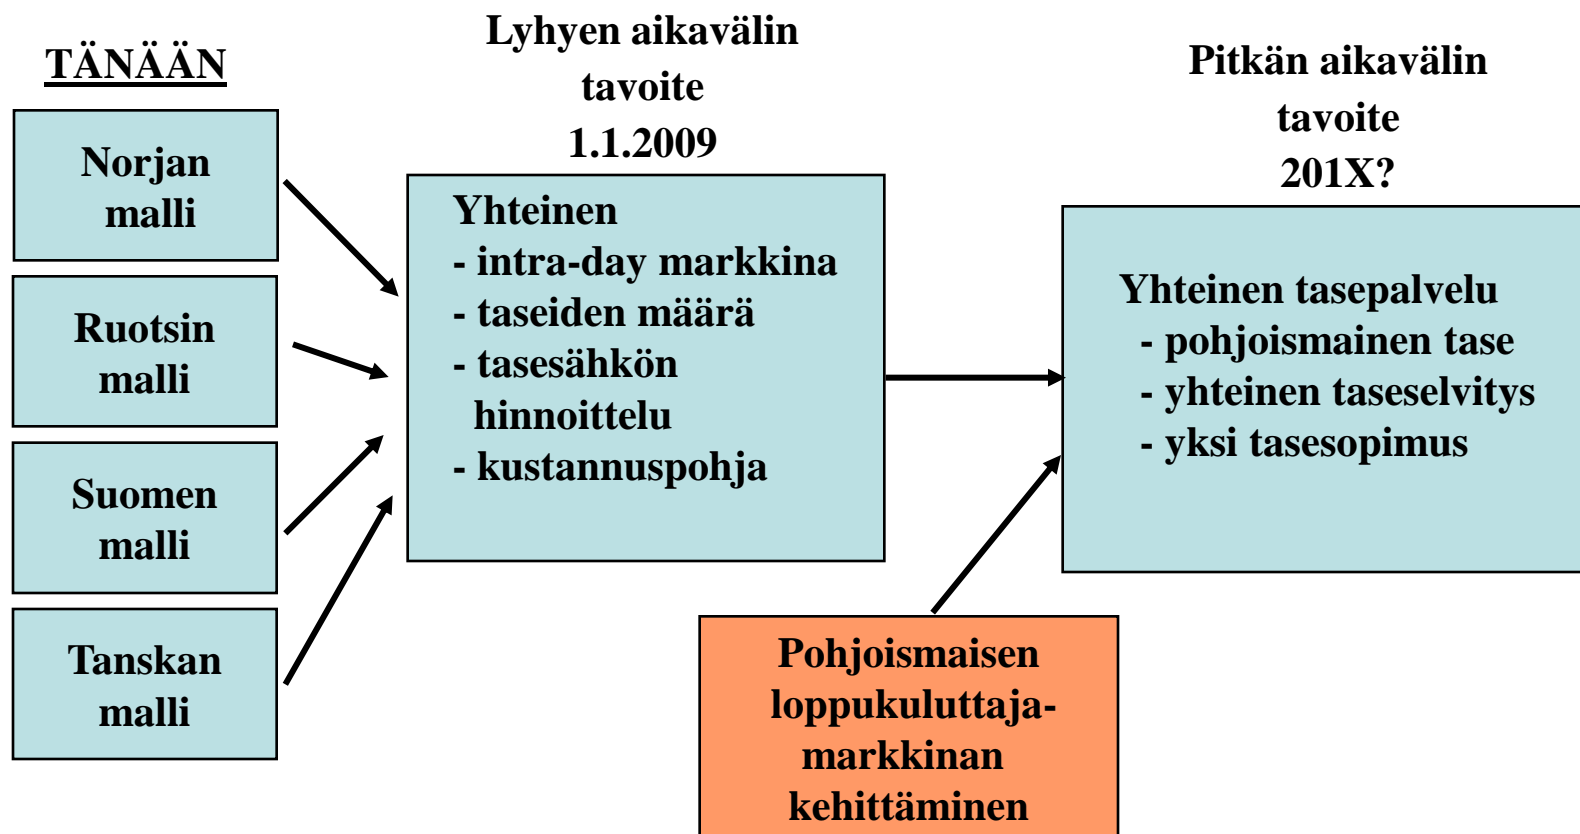 TÄNÄÄN
Norjan
malli
Ruotsin
malli
Suomen
malli
Tanskan
malli
Lyhyen aikavälin
tavoite
1.1.2009
Yhteinen
- intra-day markkina
- taseiden määrä
- tasesähkön
hinnoittelu
- kustannuspohja
Pitkän aikavälin
tavoite
201X?
Yhteinen tasepalvelu
- pohjoismainen tase
- yhteinen taseselvitys
- yksi tasesopimus
Pohjoismaisen
loppukuluttaja-
markkinan
kehittäminen